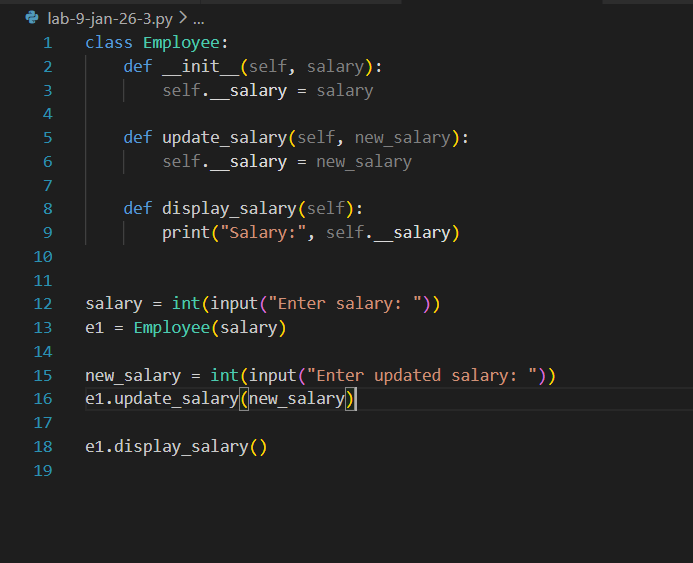 lab-9-jan-26-3.py > ...
1 class Employee:
2     def __init__(self, salary):
3         self.__salary = salary
4
5     def update_salary(self, new_salary):
6         self.__salary = new_salary
7
8     def display_salary(self):
9         print("Salary:", self.__salary)
10
11
12 salary = int(input("Enter salary: "))
13 e1 = Employee(salary)
14
15 new_salary = int(input("Enter updated salary: "))
16 e1.update_salary(new_salary)
17
18 e1.display_salary()
19